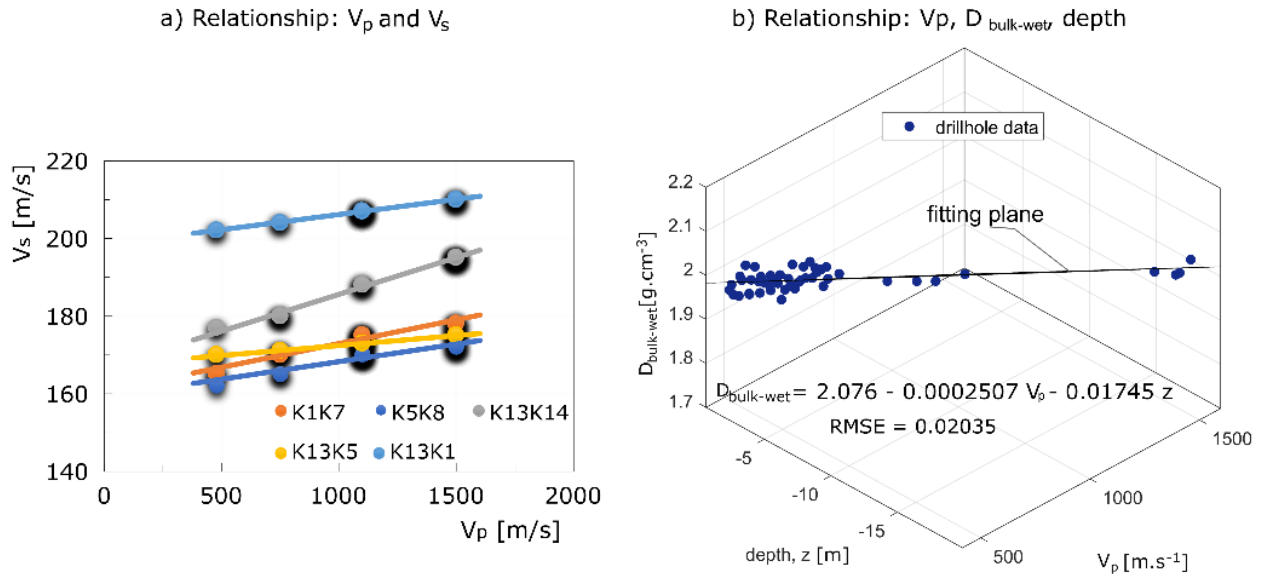 a) Relationship: Vp and Vs
Vs [m/s]
220
200
180
160
140
K1K7 K5K8 K13K14
K13K5 K13K1
0 500 1000 1500 2000
Vp [m/s]
b) Relationship: Vp, D bulk-wet, depth
drillhole data
fitting plane
Dbulk-wet[g.cm-3]
2.2
2.1
2
1.9
1.8
1.7
Dbulk-wet = 2.076 - 0.0002507 Vp - 0.01745 z
RMSE = 0.02035
-5
-10
-15
depth, z [m]
1500
1000
500
Vp [m.s-1]